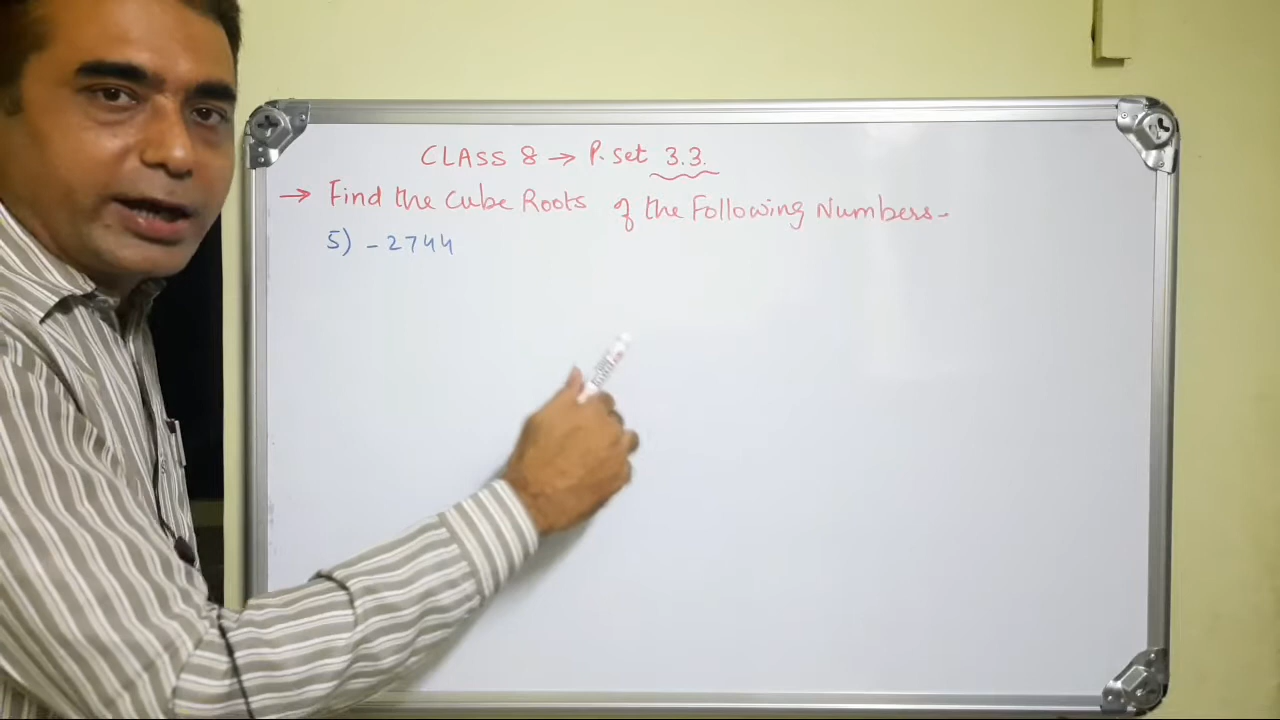 CLASS 8 → P. Set 3.3.
→ Find the Cube Roots of the Following Numbers.
5) - 2744